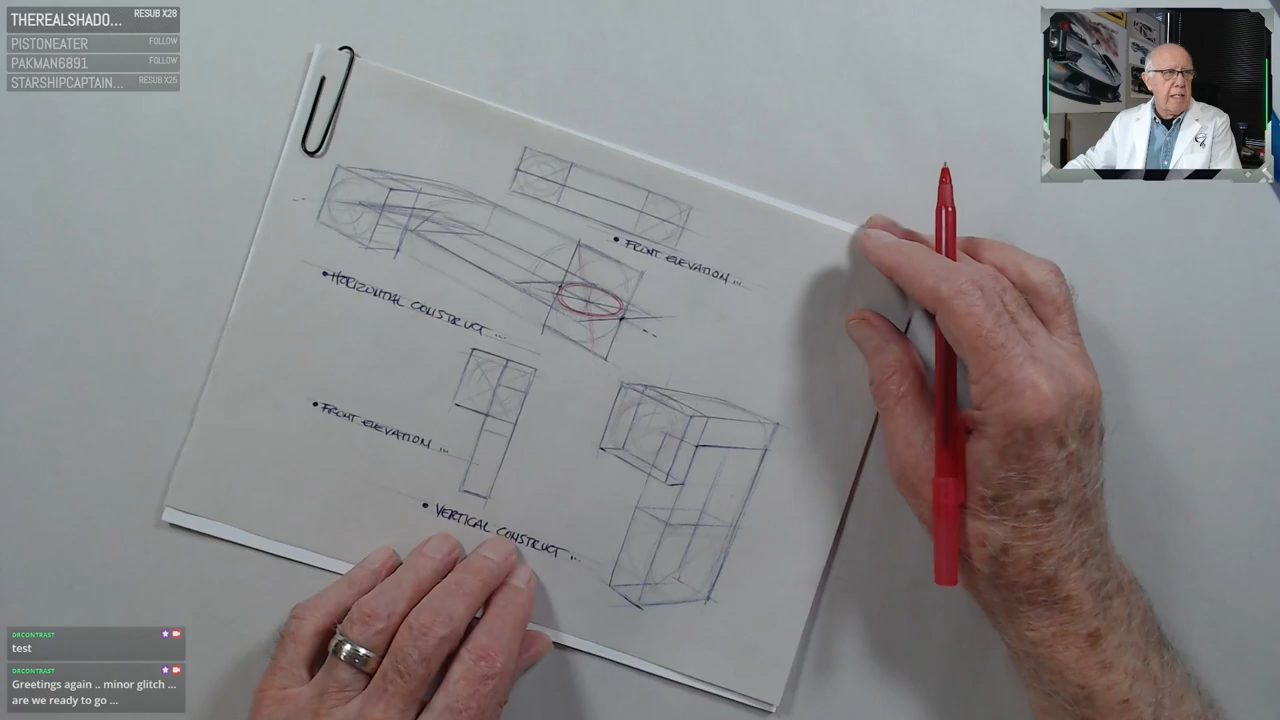 THEREALSHADO... RESUB X28
PISTONEATER FOLLOW
PAKMAN6891 FOLLOW
STARSHIPCAPTAIN... RESUB X25
• FRONT ELEVATION...
• HORIZONTAL CONSTRUCT...
• FRONT ELEVATION...
• VERTICAL CONSTRUCT...
DRCONTRAST
test
DRCONTRAST
Greetings again .. minor glitch ...
are we ready to go ...